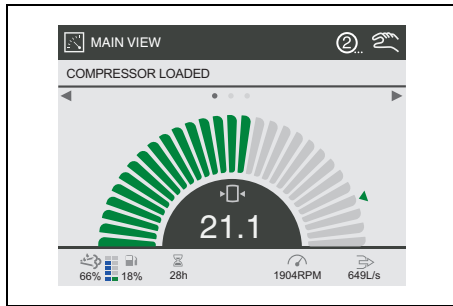 MAIN VIEW
2...
COMPRESSOR LOADED
21.1
66% 18% 28h 1904RPM 649L/s